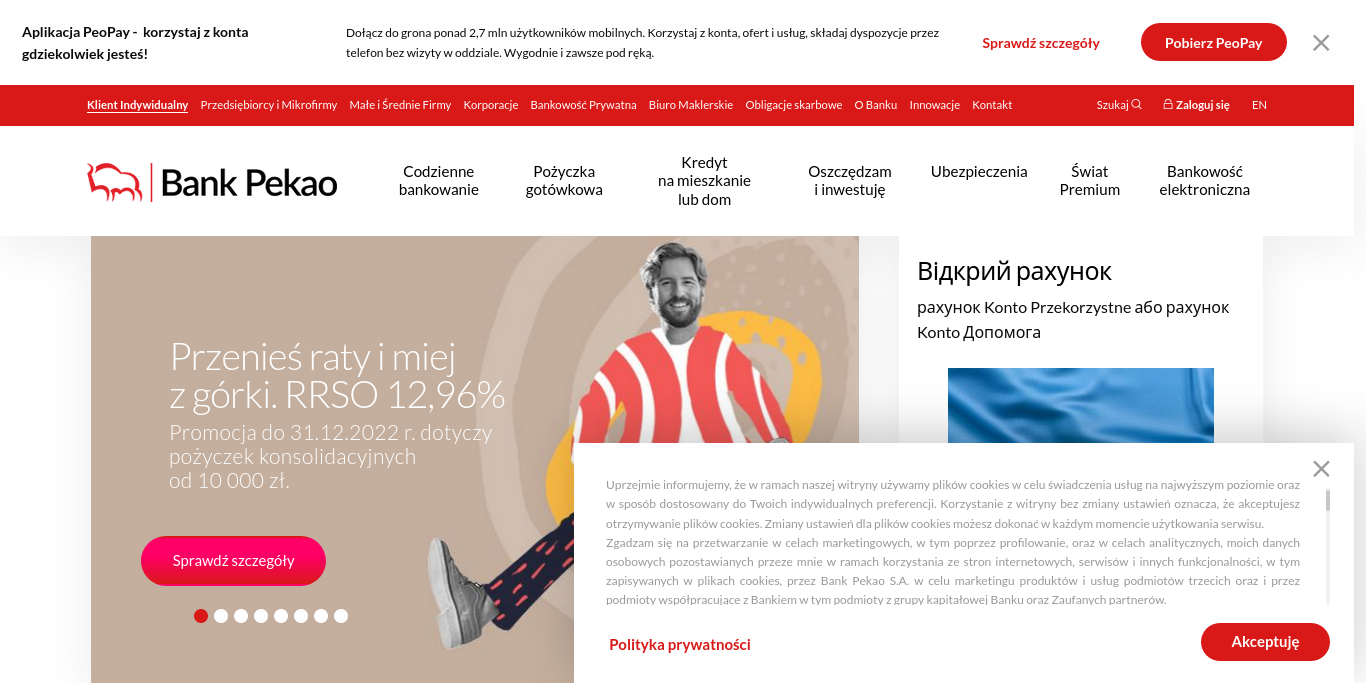 Aplikacja PeoPay - korzystaj z konta
gdziekolwiek jesteś!
Dołącz do grona ponad 2,7 mln użytkowników mobilnych. Korzystaj z konta, ofert i usług, składaj dyspozycje przez
telefon bez wizyty w oddziale. Wygodnie i zawsze pod ręką.
Sprawdź szczegóły
Pobierz PeoPay
Klient Indywidualny Przedsiębiorcy i Mikrofirmy Małe i Średnie Firmy Korporacje Bankowość Prywatna Biuro Maklerskie Obligacje skarbowe O Banku Innowacje Kontakt Szukaj Zaloguj się EN
Bank Pekao
Codzienne
bankowanie
Pożyczka
gotówkowa
Kredyt
na mieszkanie
lub dom
Oszczędzam
i inwestuję
Ubezpieczenia
Świat
Premium
Bankowość
elektroniczna
Przenieś raty i miej
z górki. RRSO 12,96%
Promocja do 31.12.2022 r. dotyczy
pożyczek konsolidacyjnych
od 10 000 zł.
Sprawdź szczegóły
Відкрий рахунок
рахунок Konto Przekorzystne або рахунок
Konto Допомога
Uprzejmie informujemy, że w ramach naszej witryny używamy plików cookies w celu świadczenia usług na najwyższym poziomie oraz
w sposób dostosowany do Twoich indywidualnych preferencji. Korzystanie z witryny bez zmiany ustawień oznacza, że akceptujesz
otrzymywanie plików cookies. Zmiany ustawień dla plików cookies możesz dokonać w każdym momencie użytkowania serwisu.
Zgadzam się na przetwarzanie w celach marketingowych, w tym poprzez profilowanie, oraz w celach analitycznych, moich danych
osobowych pozostawianych przeze mnie w ramach korzystania ze stron internetowych, serwisów i innych funkcjonalności, w tym
zapisywanych w plikach cookies, przez Bank Pekao S.A. w celu marketingu produktów i usług podmiotów trzecich oraz i przez
podmioty współpracujące z Bankiem w tym podmioty z grupy kapitałowej Banku oraz Zaufanych partnerów.
Polityka prywatności
Akceptuję